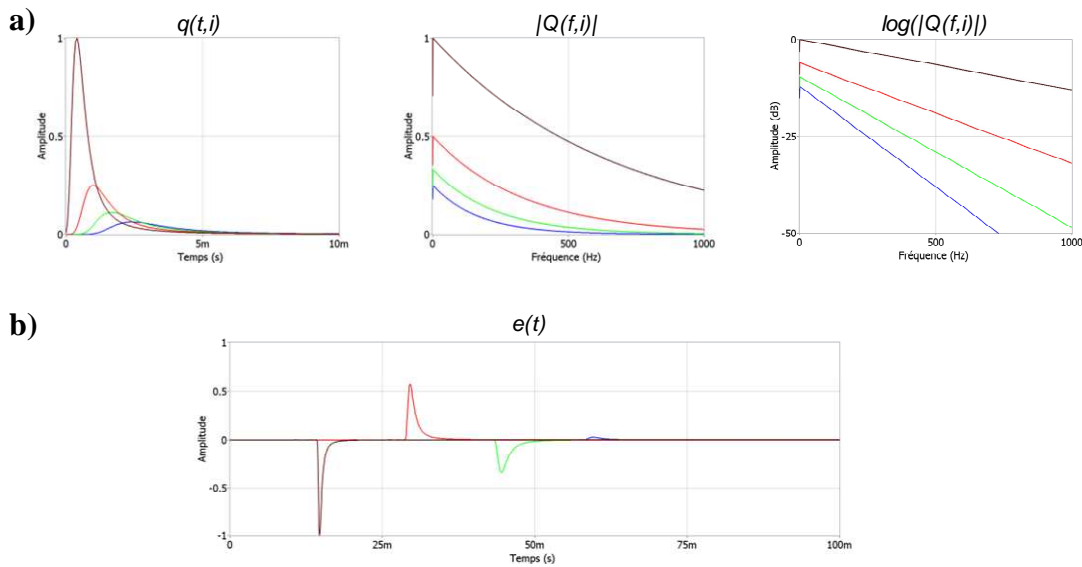 a)
q(t,i)
|Q(f,i)|
log(|Q(f,i)|)
Amplitude
1
0.5
0
0
5m
10m
Temps (s)
Amplitude
1
0.5
0
0
500
1000
Fréquence (Hz)
Amplitude (dB)
0
-25
-50
0
500
1000
Fréquence (Hz)
b)
e(t)
Amplitude
1
0.5
0
-0.5
-1
0
25m
50m
75m
100m
Temps (s)